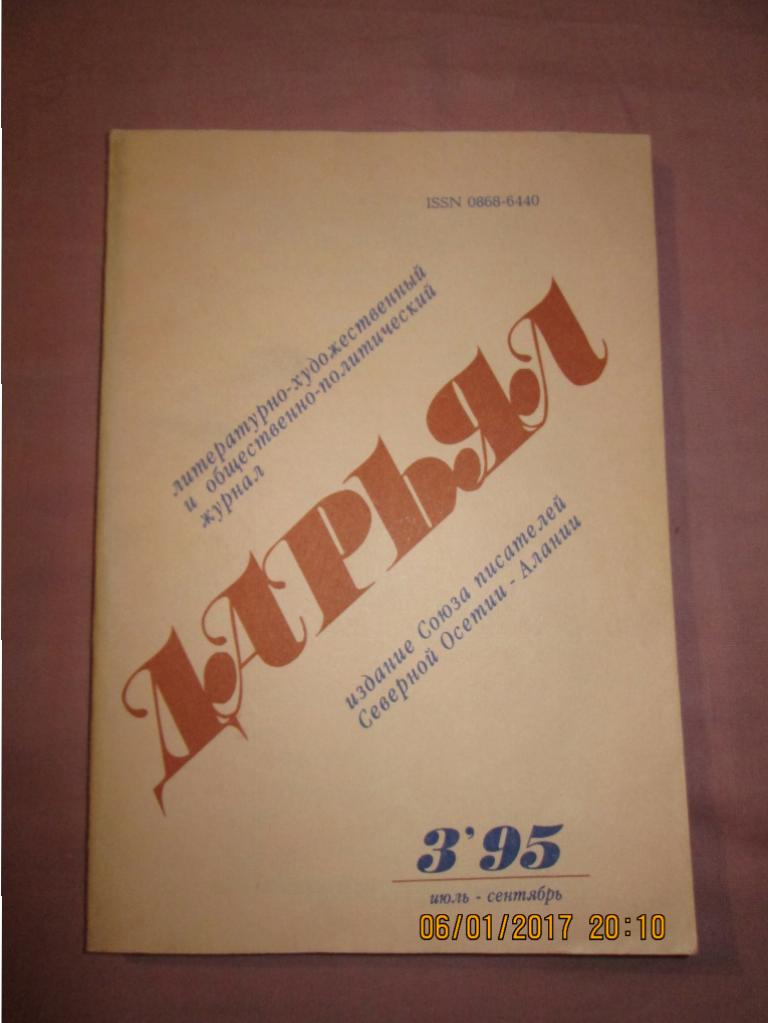 ISSN 0868-6440
литературно-художественный
и общественно-политический
журнал
ДАРЬЯЛ
издание Союза писателей
Северной Осетии - Алании
3'95
июль - сентябрь
06/01/2017 20:10